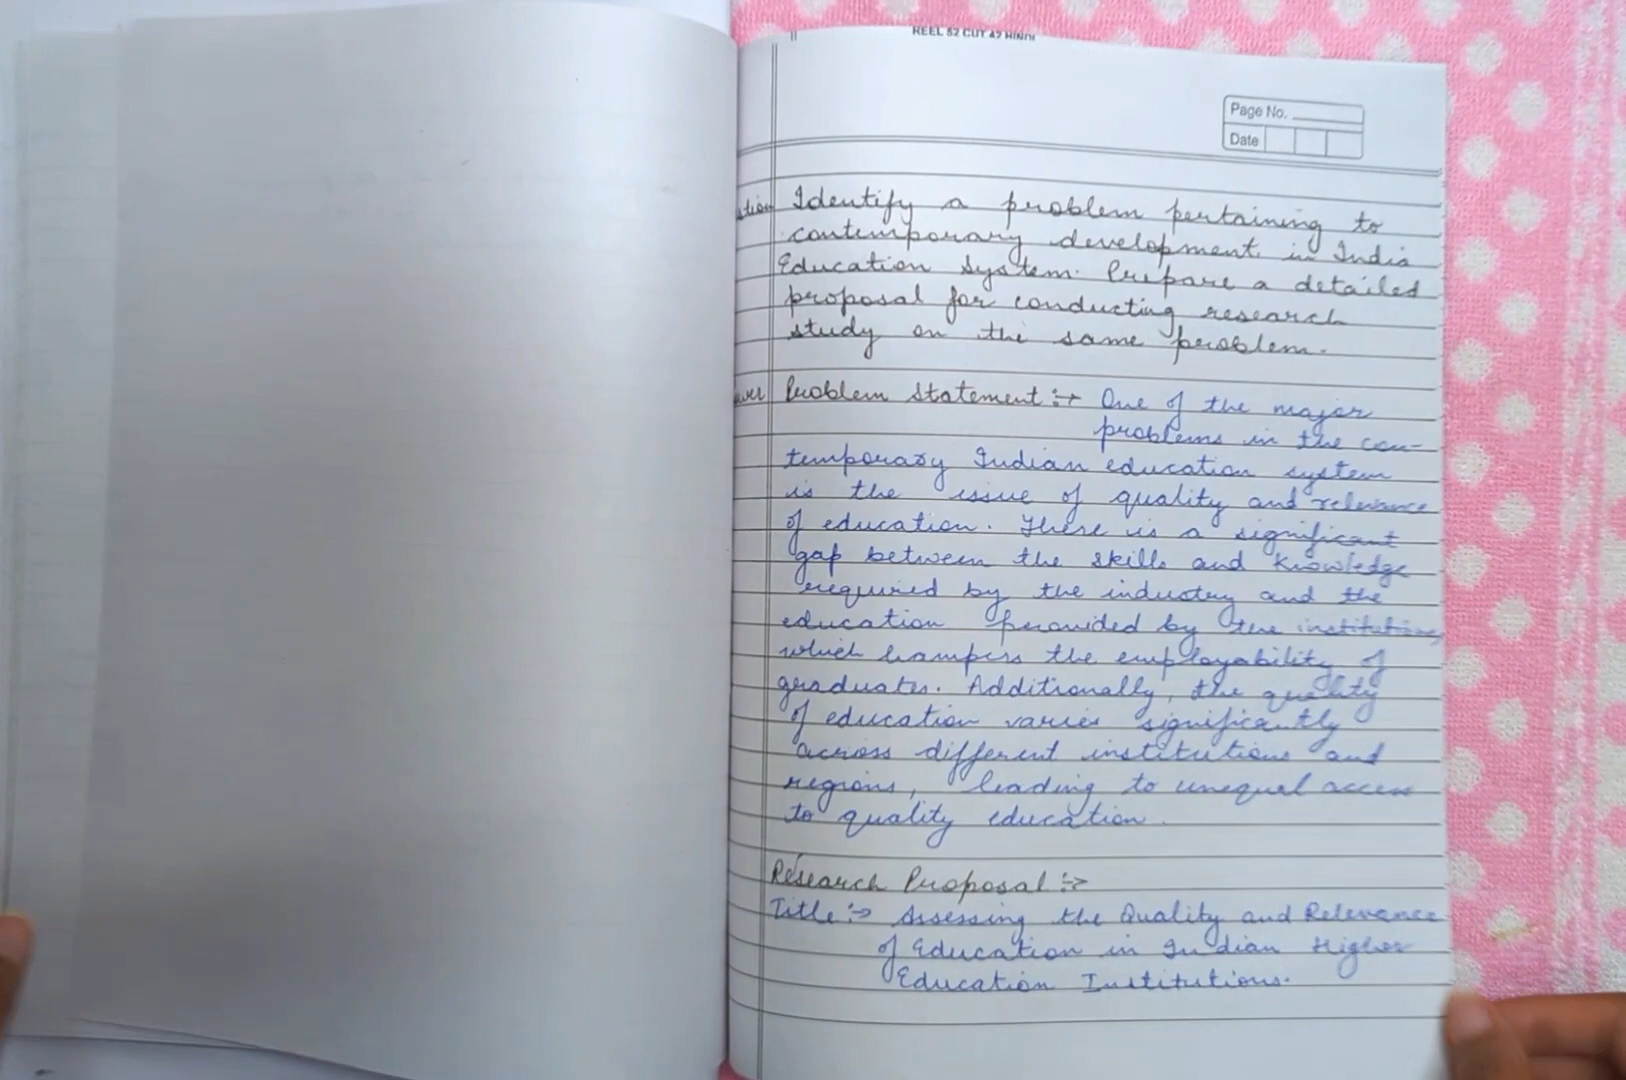 REEL 52 CUT 42 HINDI
Page No.
Date
Identify a problem pertaining to
contemporary development in India
Education System. Prepare a detailed
proposal for conducting research
study on the same problem.
Problem Statement :→ One of the major
problems in the con-
temporary Indian education system
is the issue of quality and relevance
of education. There is a significant
gap between the skills and knowledge
required by the industry and the
education provided by the institutions,
which hampers the employability of
graduates. Additionally, the quality
of education varies significantly
across different institutions and
regions, leading to unequal access
to quality education.
Research Proposal :→
Title :→ Assessing the Quality and Relevance
of Education in Indian Higher
Education Institutions.